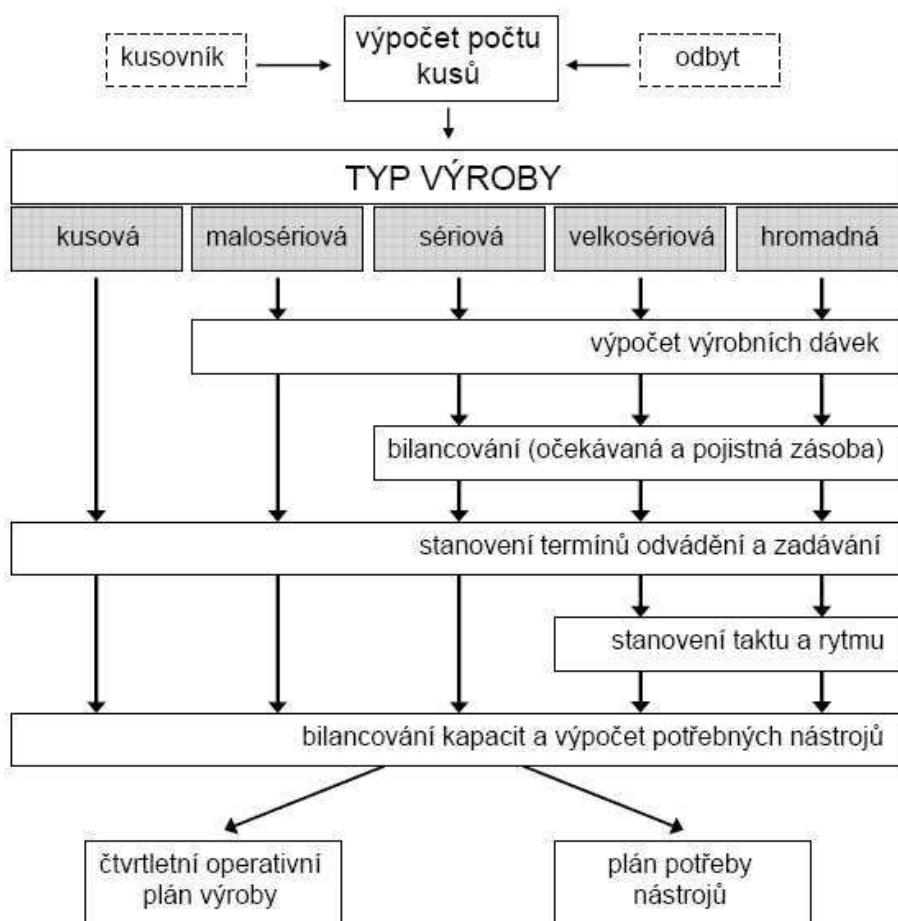 kusovník
výpočet počtu
kusů
odbyt
TYP VÝROBY
kusová
malosériová
sériová
velkosériová
hromadná
výpočet výrobních dávek
bilancování (očekávaná a pojistná zásoba)
stanovení termínů odvádění a zadávání
stanovení taktu a rytmu
bilancování kapacit a výpočet potřebných nástrojů
čtvrtletní operativní
plán výroby
plán potřeby
nástrojů